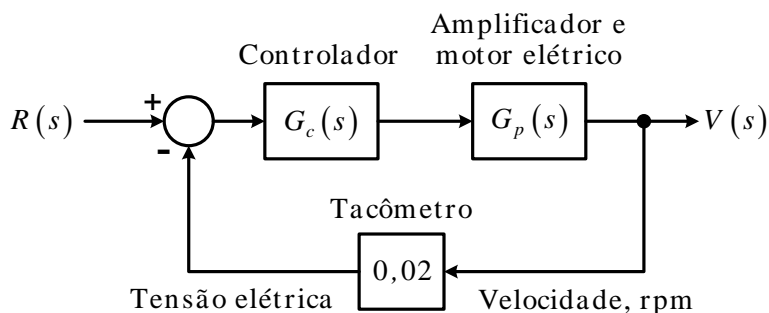 Amplificador e
motor elétrico
Controlador
R(s)
+
-
G_c(s)
G_p(s)
V(s)
Tacômetro
0,02
Tensão elétrica
Velocidade, rpm